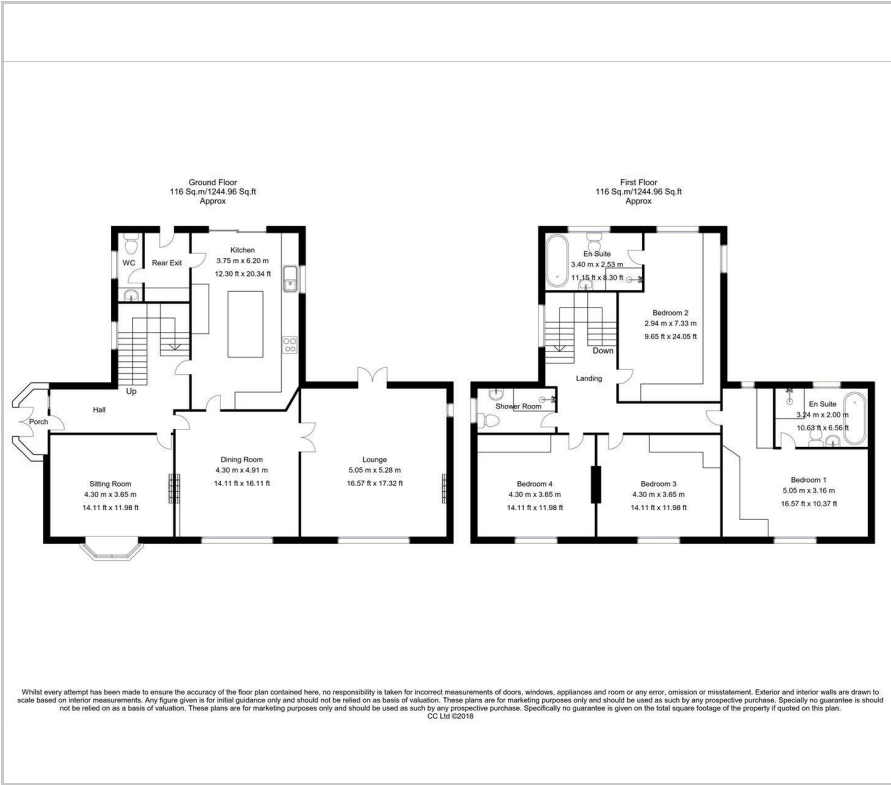 Ground Floor
116 Sq.m/1244.96 Sq.ft
Approx
WC
Rear Exit
Kitchen
3.75 m x 6.20 m
12.30 ft x 20.34 ft
Up
Hall
Porch
Sitting Room
4.30 m x 3.65 m
14.11 ft x 11.98 ft
Dining Room
4.30 m x 4.91 m
14.11 ft x 16.11 ft
Lounge
5.05 m x 5.28 m
16.57 ft x 17.32 ft
First Floor
116 Sq.m/1244.96 Sq.ft
Approx
En Suite
3.40 m x 2.53 m
11.15 ft x 8.30 ft
Bedroom 2
2.94 m x 7.33 m
9.65 ft x 24.05 ft
Down
Landing
Shower Room
En Suite
3.24 m x 2.00 m
10.63 ft x 6.56 ft
Bedroom 4
4.30 m x 3.65 m
14.11 ft x 11.98 ft
Bedroom 3
4.30 m x 3.65 m
14.11 ft x 11.98 ft
Bedroom 1
5.05 m x 3.16 m
16.57 ft x 10.37 ft
Whilst every attempt has been made to ensure the accuracy of the floor plan contained here, no responsibility is taken for incorrect measurements of doors, windows, appliances and room or any error, omission or misstatement. Exterior and interior walls are drawn to
scale based on interior measurements. Any figure given is for initial guidance only and should not be relied on as basis of valuation. These plans are for marketing purposes only and should be used as such by any prospective purchase. Specially no guarantee is should
not be relied on as a basis of valuation. These plans are for marketing purposes only and should be used as such by any prospective purchase. Specifically no guarantee is given on the total square footage of the property if quoted on this plan.
CC Ltd ©2018